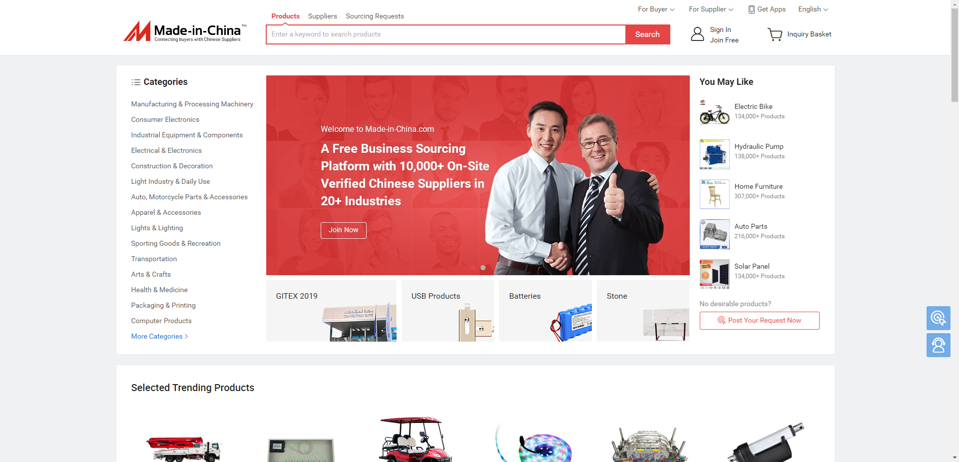 Products Suppliers Sourcing Requests
For Buyer For Supplier Get Apps English
Made-in-China™
Connecting Buyers with Chinese Suppliers
Enter a keyword to search products
Search
Sign In
Join Free
Inquiry Basket
Categories
Manufacturing & Processing Machinery
Consumer Electronics
Industrial Equipment & Components
Electrical & Electronics
Construction & Decoration
Light Industry & Daily Use
Auto, Motorcycle Parts & Accessories
Apparel & Accessories
Lights & Lighting
Sporting Goods & Recreation
Transportation
Arts & Crafts
Health & Medicine
Packaging & Printing
Computer Products
More Categories
Welcome to Made-in-China.com
A Free Business Sourcing
Platform with 10,000+ On-Site
Verified Chinese Suppliers in
20+ Industries
Join Now
GITEX 2019
USB Products
Batteries
Stone
You May Like
Electric Bike
134,000+ Products
Hydraulic Pump
138,000+ Products
Home Furniture
307,000+ Products
Auto Parts
216,000+ Products
Solar Panel
134,000+ Products
No desirable products?
Post Your Request Now
Selected Trending Products